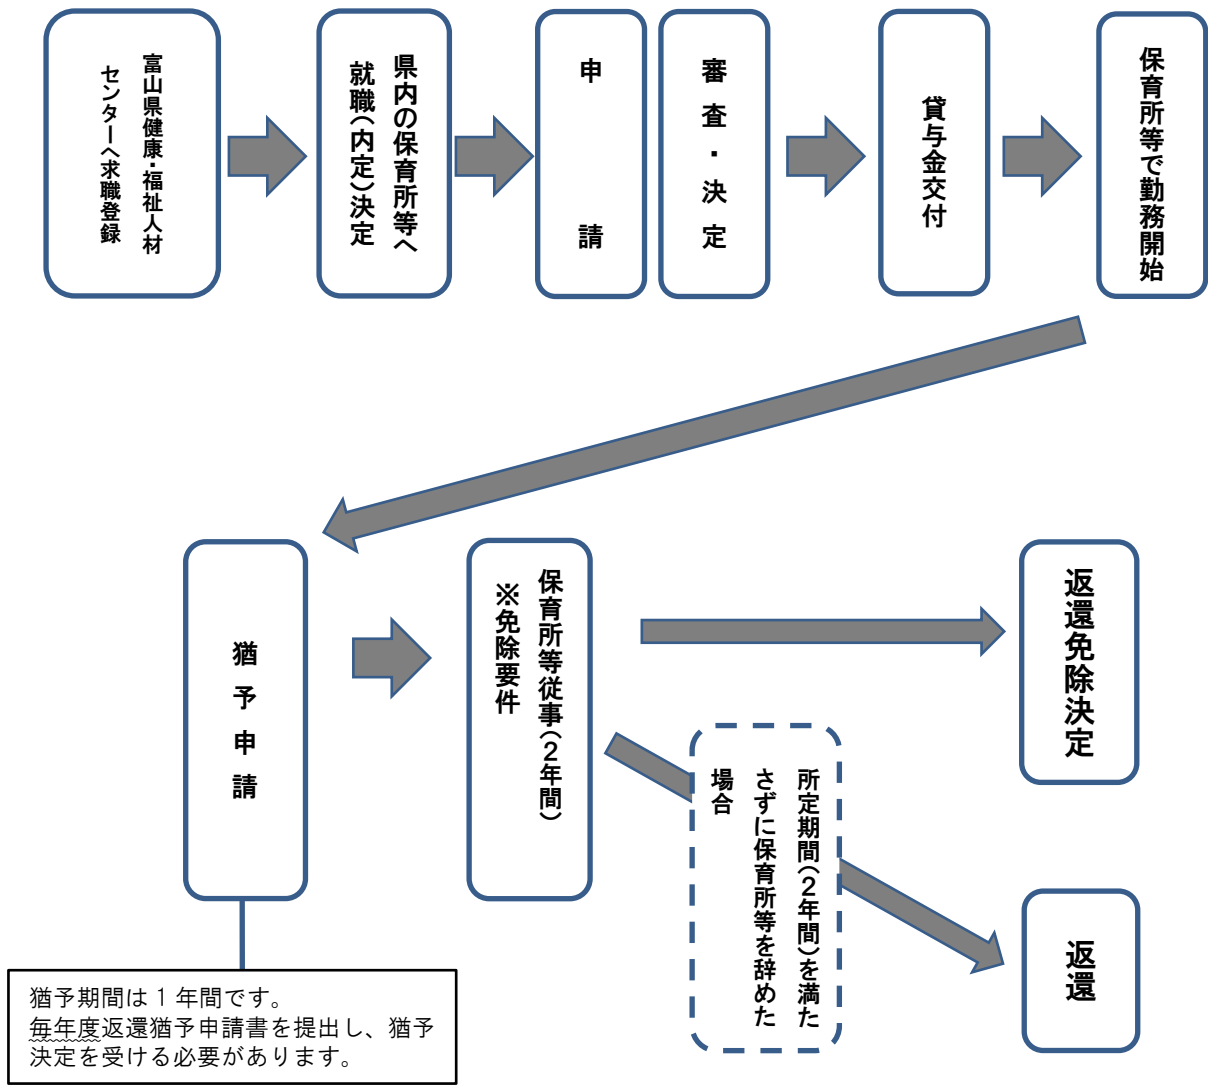 富山県健康・福祉人材
センターへ求職登録
県内の保育所等へ
就職(内定)決定
申請
審査・決定
貸与金交付
保育所等で勤務開始
猶予申請
保育所等従事(2年間)
※免除要件
返還免除決定
所定期間(2年間)を満た
さずに保育所等を辞めた
場合
返還
猶予期間は1年間です。
毎年度返還猶予申請書を提出し、猶予
決定を受ける必要があります。